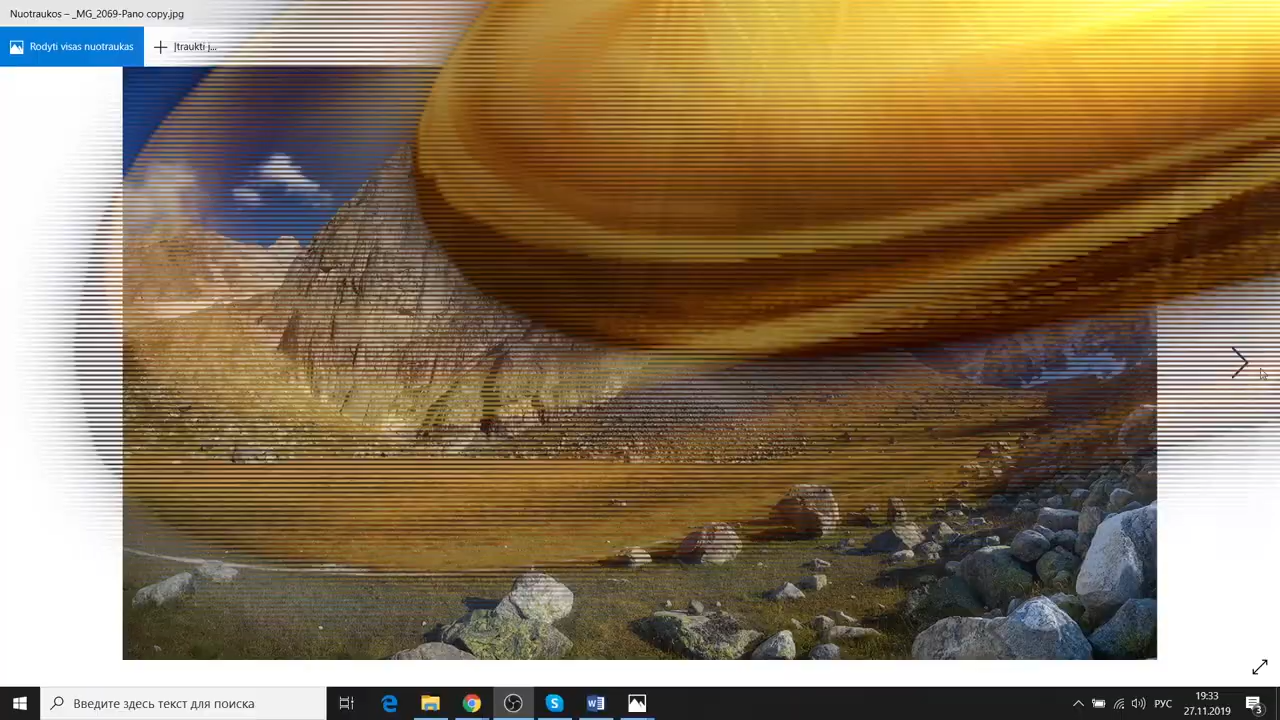 Nuotraukos – _MG_2069-Pano copy.jpg
Rodyti visas nuotraukas
Įtraukti į...
Введите здесь текст для поиска
РУС
19:33
27.11.2019
3